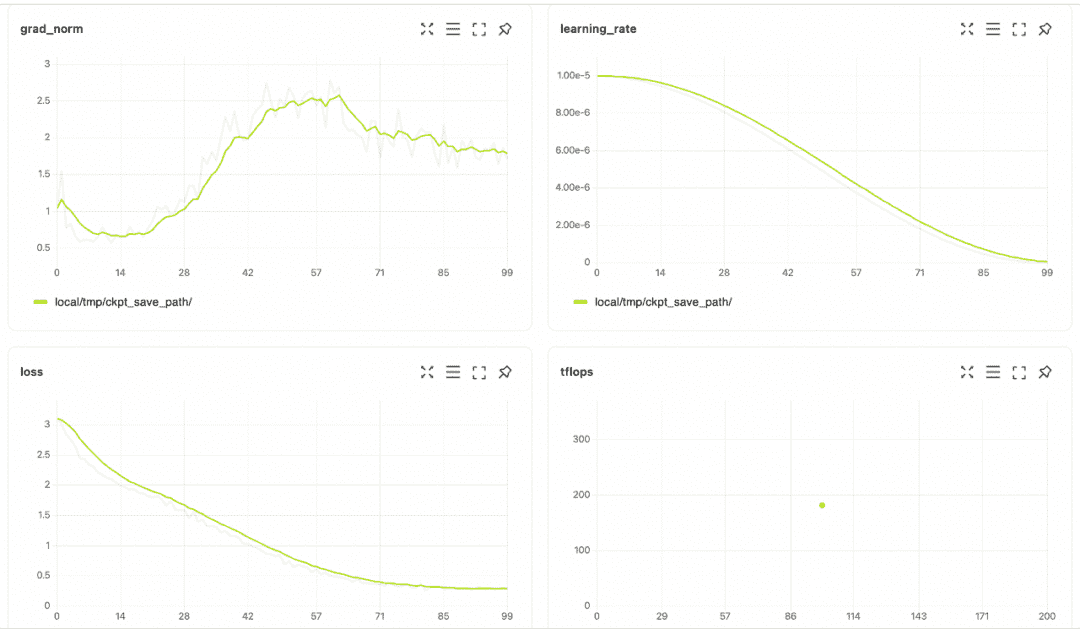 grad_norm
3
2.5
2
1.5
1
0.5
0 14 28 42 57 71 85 99
local/tmp/ckpt_save_path/
learning_rate
1.00e-5
8.00e-6
6.00e-6
4.00e-6
2.00e-6
0
0 14 28 42 57 71 85 99
local/tmp/ckpt_save_path/
loss
3
2.5
2
1.5
1
0.5
0
0 14 28 42 57 71 85 99
tflops
300
200
100
0
0 29 57 86 114 143 171 200